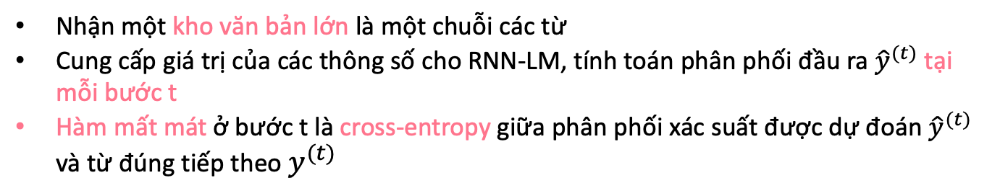 • Nhận một kho văn bản lớn là một chuỗi các từ
• Cung cấp giá trị của các thông số cho RNN-LM, tính toán phân phối đầu ra ŷ⁽ᵗ⁾ tại
mỗi bước t
• Hàm mất mát ở bước t là cross-entropy giữa phân phối xác suất được dự đoán ŷ⁽ᵗ⁾
và từ đúng tiếp theo y⁽ᵗ⁾